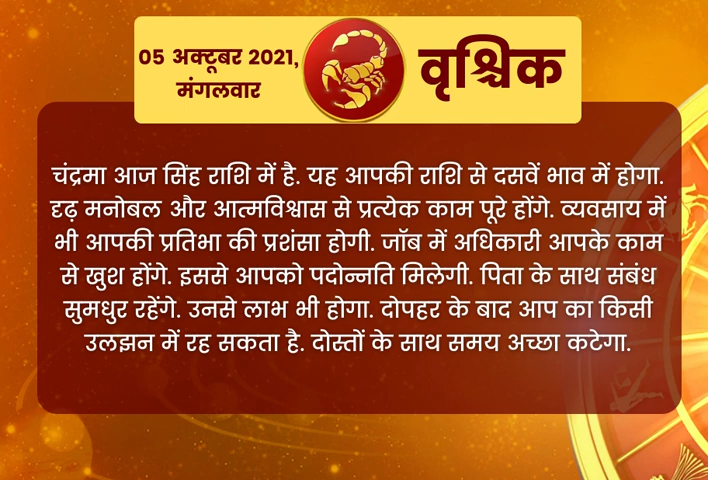 05 अक्टूबर 2021,
मंगलवार
वृश्चिक
चंद्रमा आज सिंह राशि में है. यह आपकी राशि से दसवें भाव में होगा.
दृढ़ मनोबल और आत्मविश्वास से प्रत्येक काम पूरे होंगे. व्यवसाय में
भी आपकी प्रतिभा की प्रशंसा होगी. जॉब में अधिकारी आपके काम
से खुश होंगे. इससे आपको पदोन्नति मिलेगी. पिता के साथ संबंध
सुमधुर रहेंगे. उनसे लाभ भी होगा. दोपहर के बाद आप का किसी
उलझन में रह सकता है. दोस्तों के साथ समय अच्छा कटेगा.